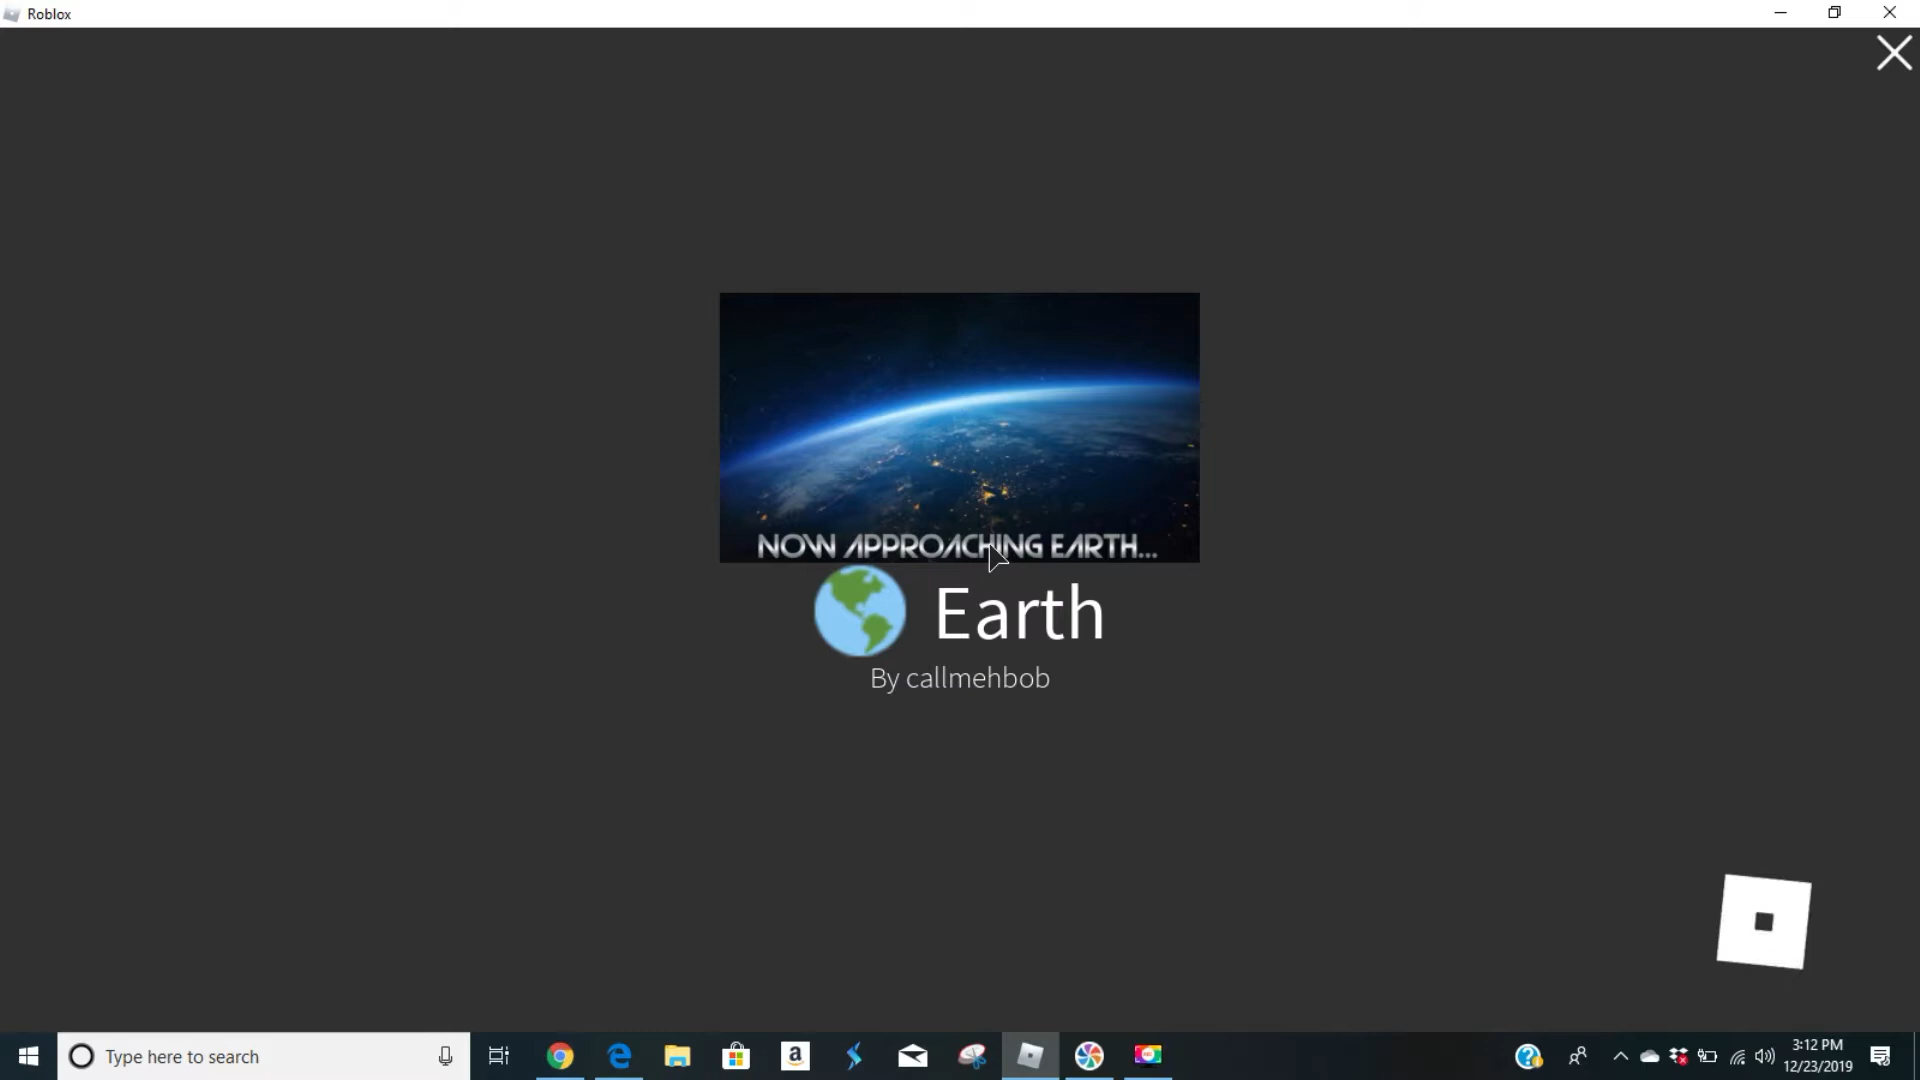 Roblox
NOW APPROACHING EARTH...
Earth
By callmehbob
Type here to search
3:12 PM
12/23/2019